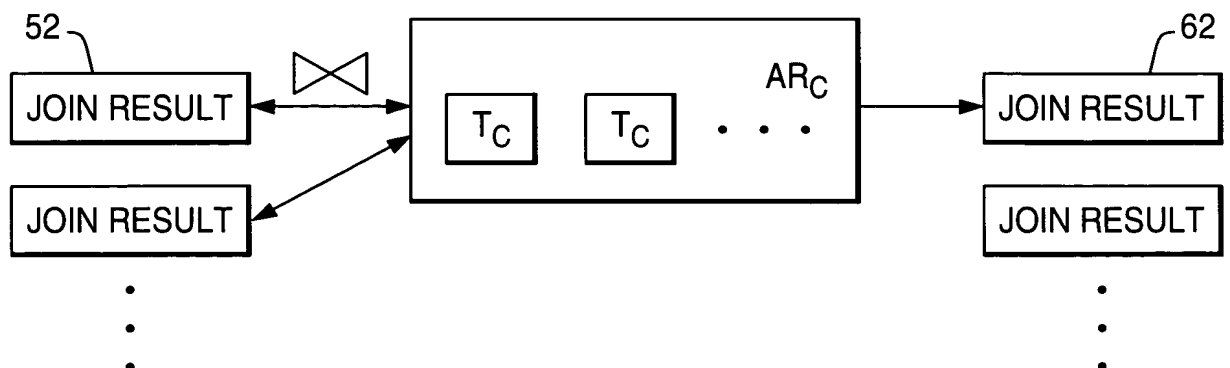 52
62
JOIN RESULT
AR_C
JOIN RESULT
T_C T_C . . .
JOIN RESULT
JOIN RESULT